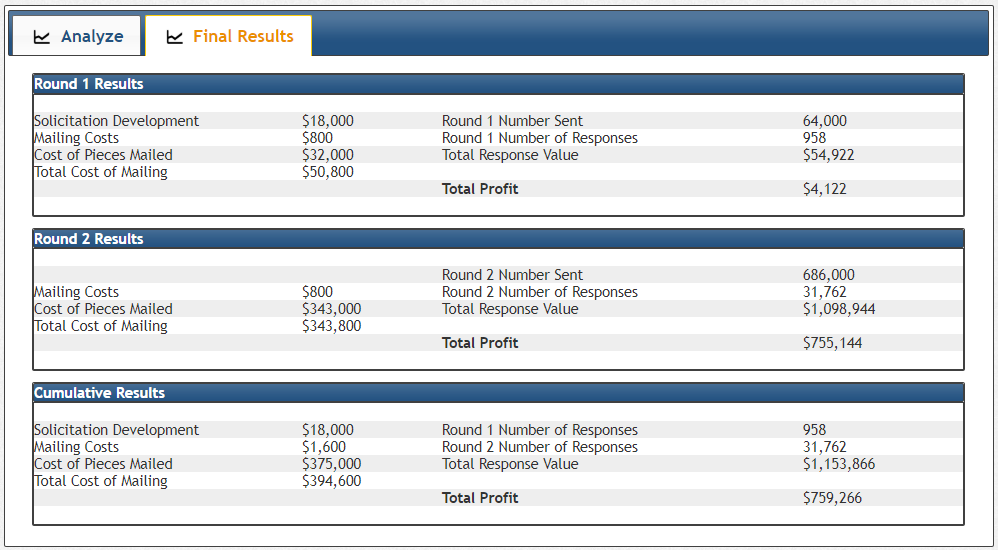 Analyze Final Results
Round 1 Results
Solicitation Development $18,000 Round 1 Number Sent 64,000
Mailing Costs $800 Round 1 Number of Responses 958
Cost of Pieces Mailed $32,000 Total Response Value $54,922
Total Cost of Mailing $50,800
Total Profit $4,122
Round 2 Results
Round 2 Number Sent 686,000
Mailing Costs $800 Round 2 Number of Responses 31,762
Cost of Pieces Mailed $343,000 Total Response Value $1,098,944
Total Cost of Mailing $343,800
Total Profit $755,144
Cumulative Results
Solicitation Development $18,000 Round 1 Number of Responses 958
Mailing Costs $1,600 Round 2 Number of Responses 31,762
Cost of Pieces Mailed $375,000 Total Response Value $1,153,866
Total Cost of Mailing $394,600
Total Profit $759,266